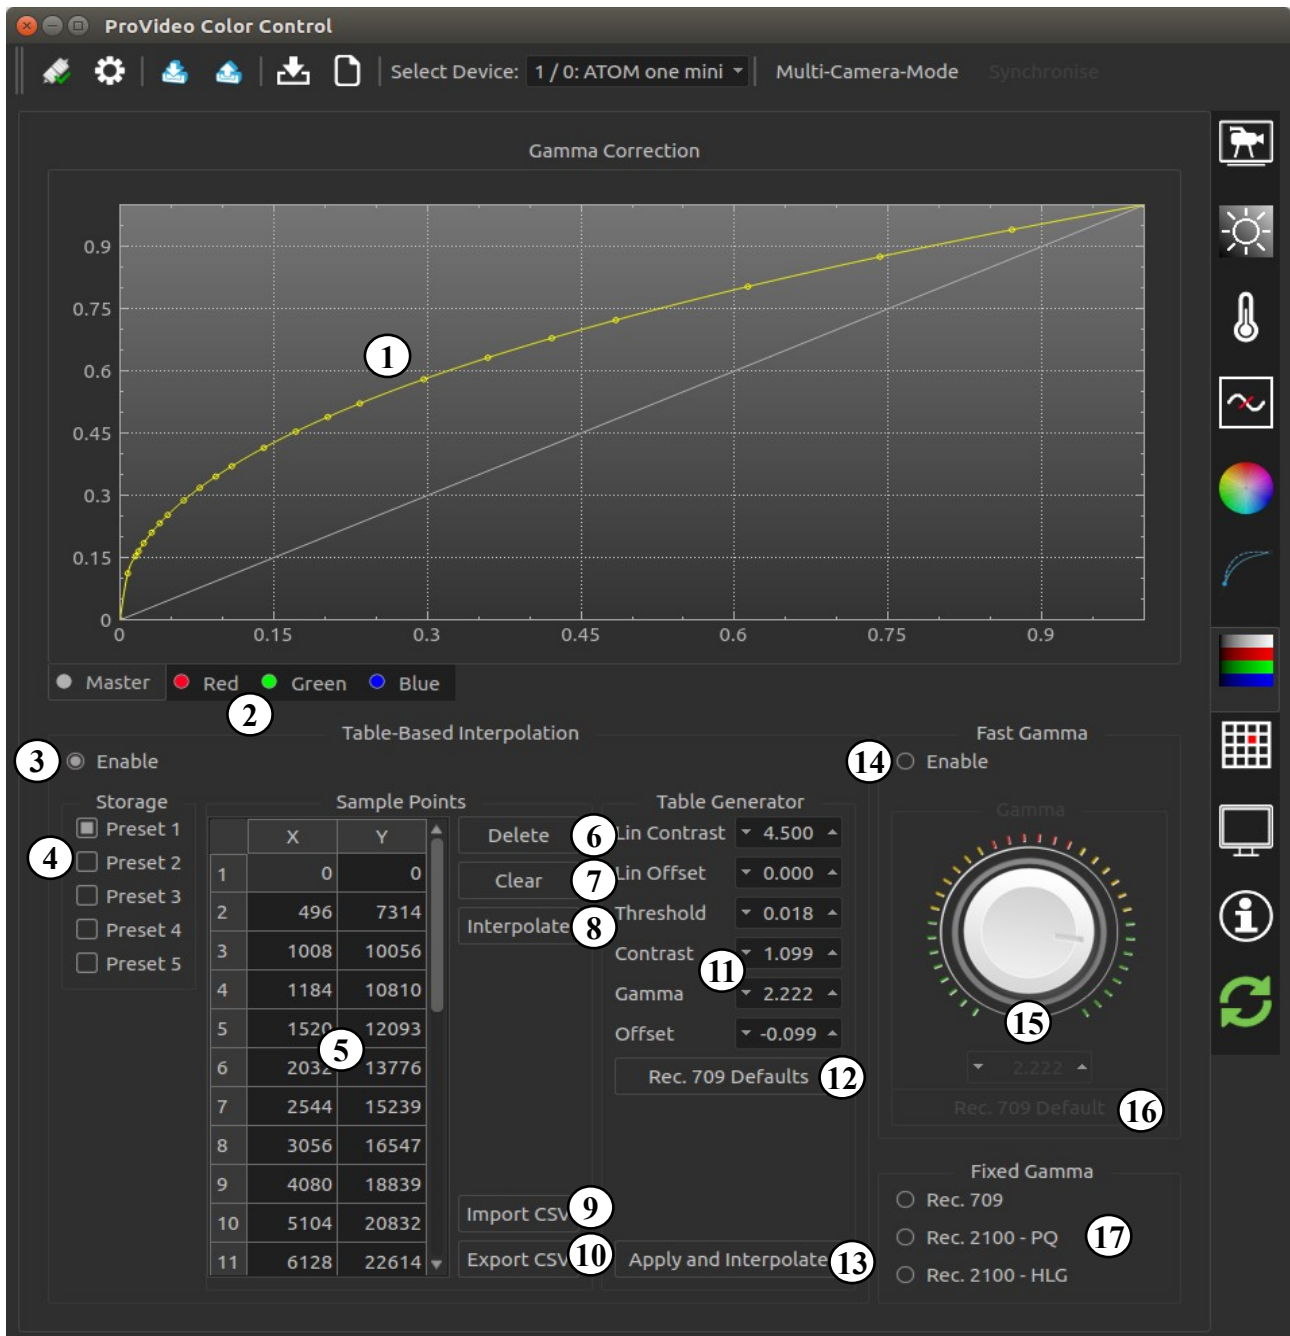 ProVideo Color Control
Select Device: 1 / 0: ATOM one mini Multi-Camera-Mode Synchronise
Gamma Correction
0.9
0.75
0.6
1
0.45
0.3
0.15
0
0 0.15 0.3 0.45 0.6 0.75 0.9
Master Red Green Blue
2
Table-Based Interpolation Fast Gamma
3 Enable 14 Enable
Storage Sample Points Table Generator Gamma
Preset 1 X Y Delete 6 Lin Contrast 4.500
4 Preset 2 1 0 0 Clear 7 Lin Offset 0.000
Preset 3 2 496 7314 Interpolate 8 Threshold 0.018
Preset 4 3 1008 10056 Contrast 11 1.099
Preset 5 4 1184 10810 Gamma 2.222
5 1520 12093 Offset -0.099 15
5
6 2032 13776 Rec. 709 Defaults 12 2.222
7 2544 15239 Rec. 709 Default 16
8 3056 16547
9 4080 18839 Fixed Gamma
Rec. 709
10 5104 20832 Import CSV 9 Rec. 2100 - PQ 17
11 6128 22614 Export CSV 10 Apply and Interpolate 13 Rec. 2100 - HLG